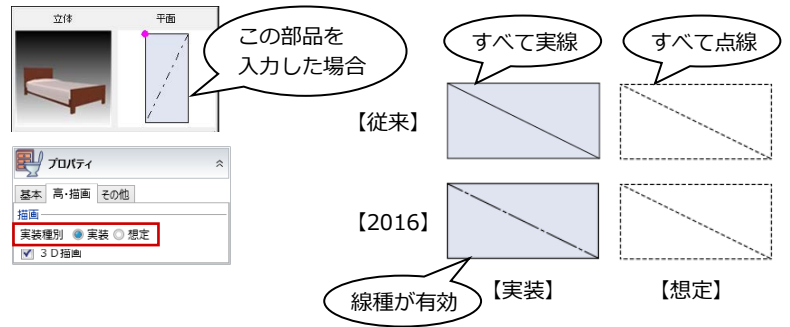 立体
平面
この部品を
入力した場合
プロパティ
基本 高・描画 その他
描画
実装種別 実装 想定
3D描画
すべて実線
すべて点線
【従来】
【2016】
線種が有効
【実装】
【想定】